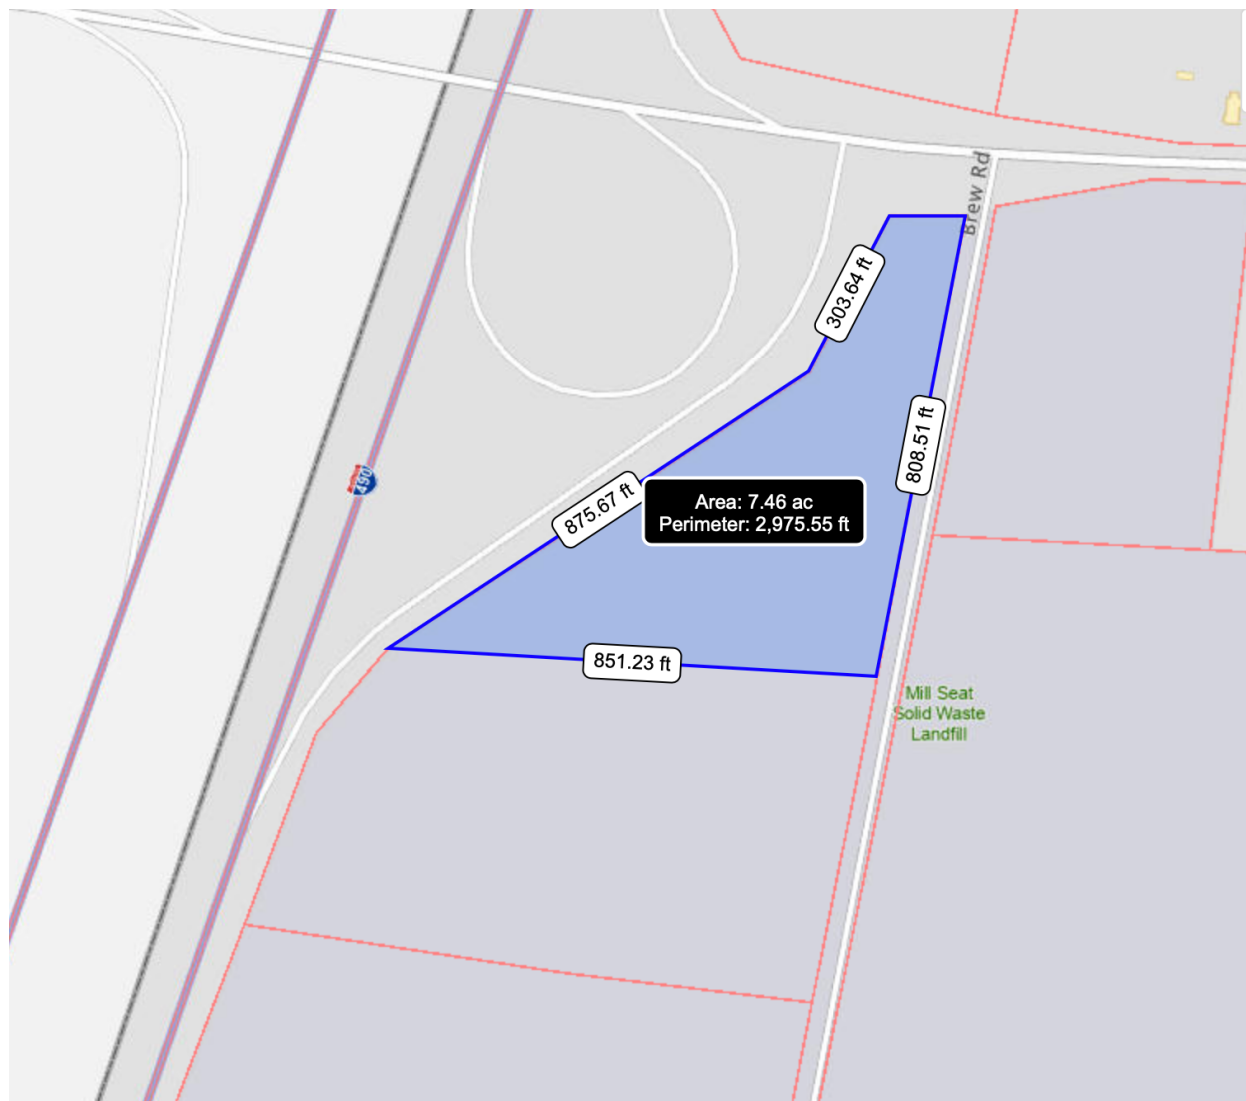 Brew Rd
303.64 ft
808.51 ft
490
875.67 ft
Area: 7.46 ac
Perimeter: 2,975.55 ft
851.23 ft
Mill Seat
Solid Waste
Landfill